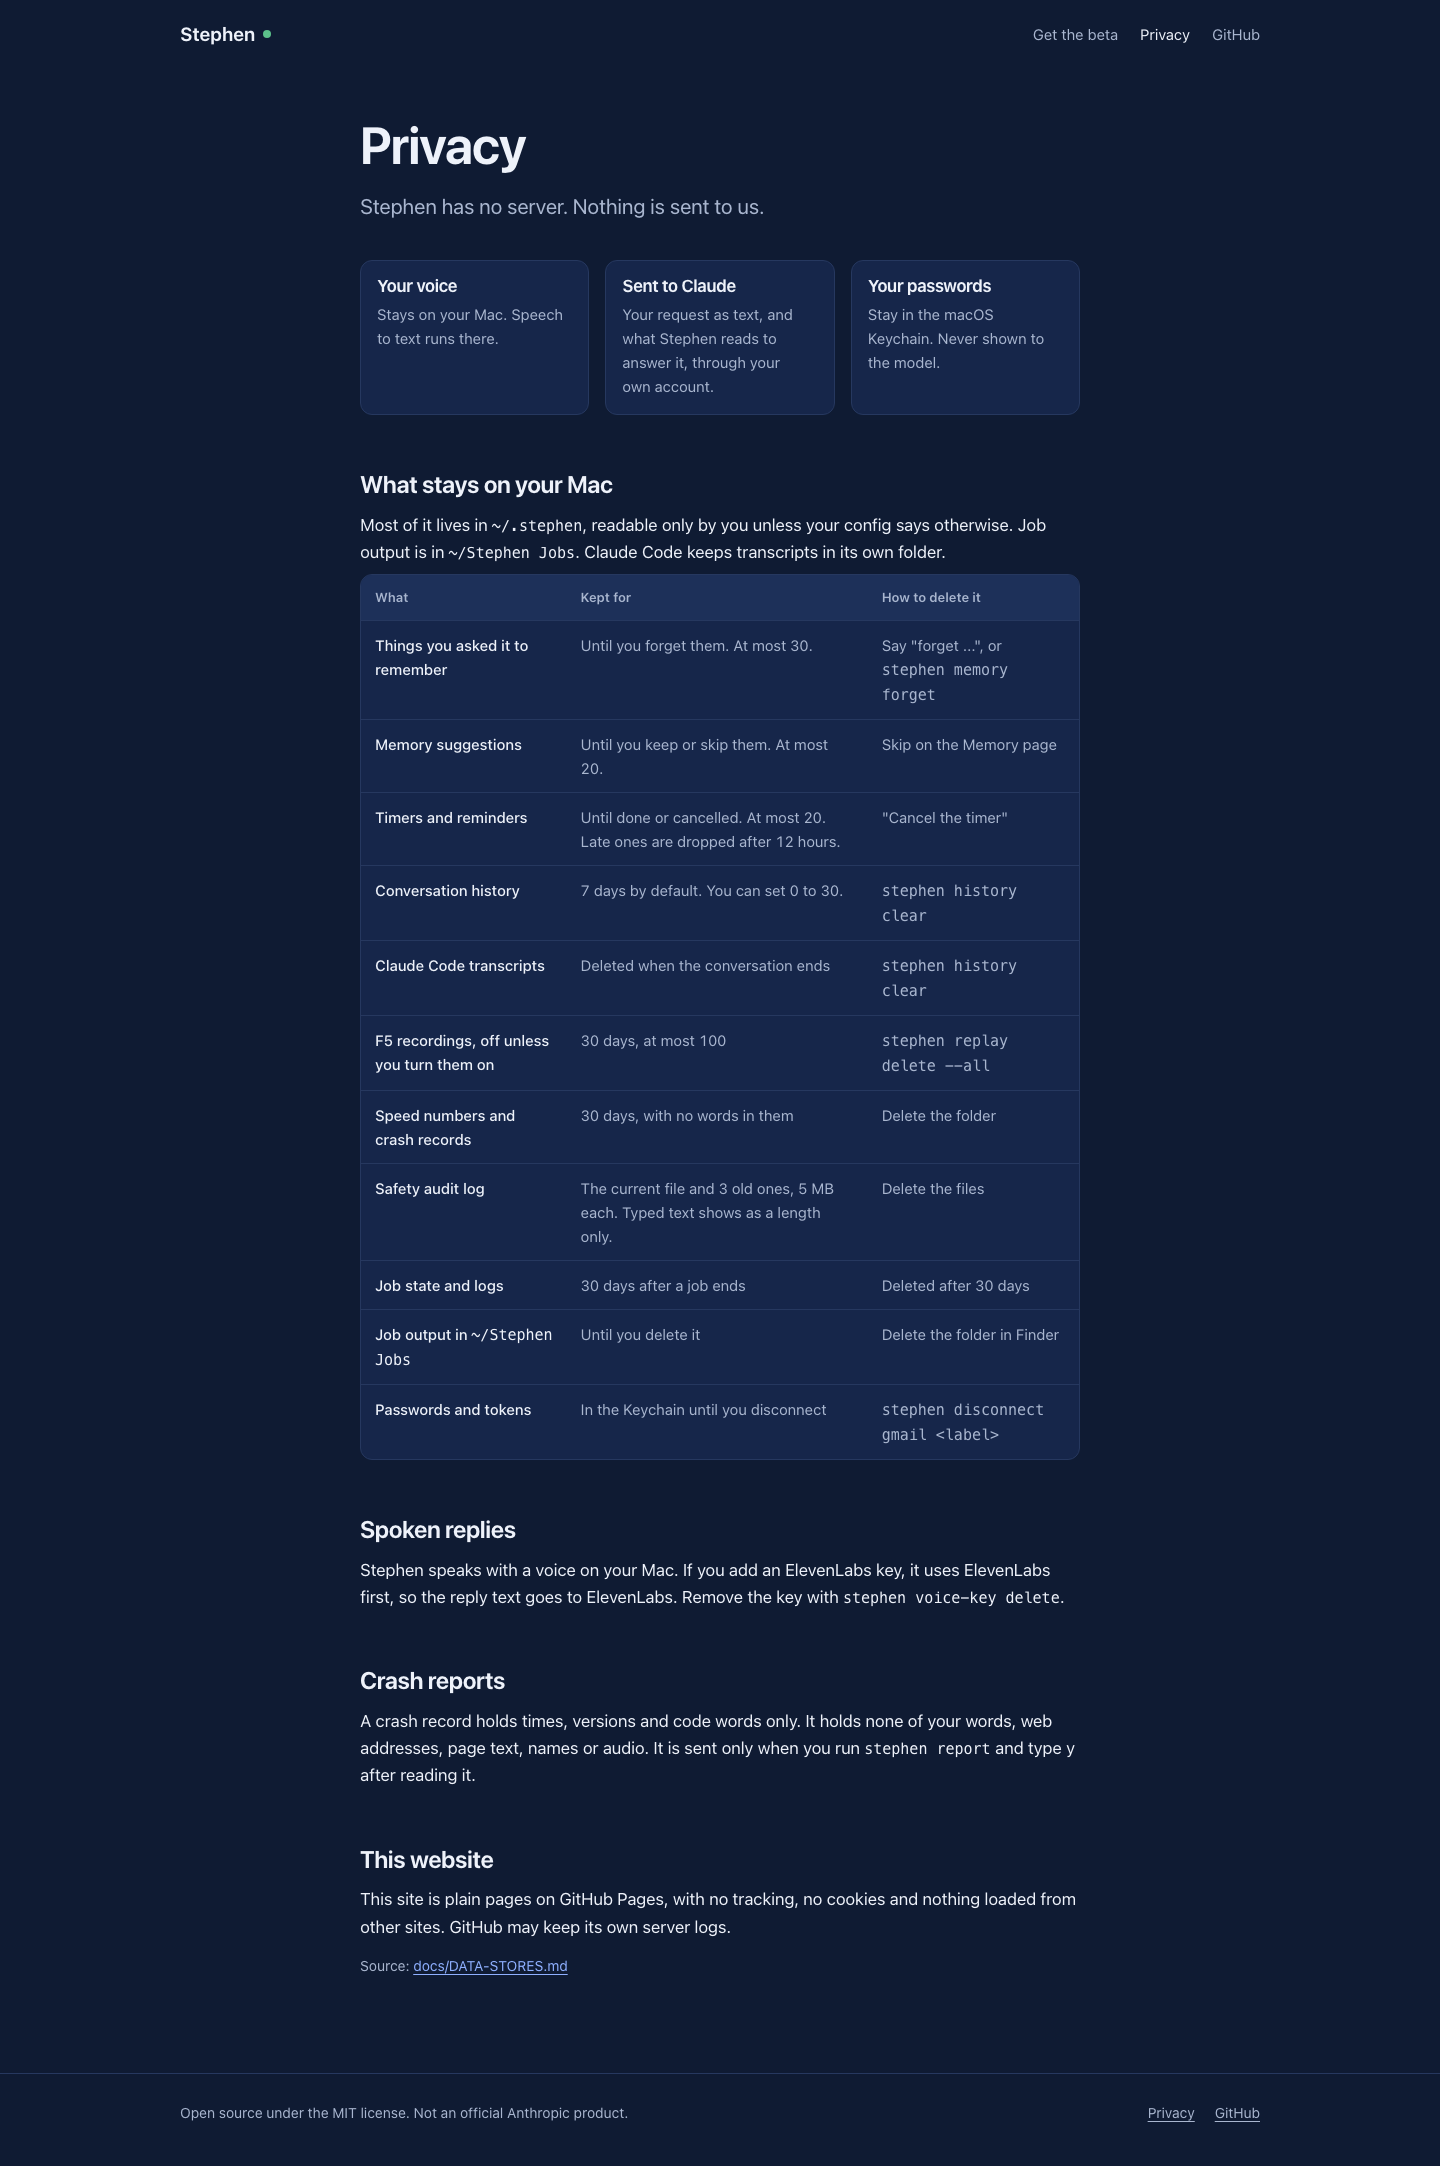 Stephen
Get the beta Privacy GitHub
Privacy
Stephen has no server. Nothing is sent to us.
Your voice
Stays on your Mac. Speech
to text runs there.
Sent to Claude
Your request as text, and
what Stephen reads to
answer it, through your
own account.
Your passwords
Stay in the macOS
Keychain. Never shown to
the model.
What stays on your Mac
Most of it lives in ~/.stephen, readable only by you unless your config says otherwise. Job
output is in ~/Stephen Jobs. Claude Code keeps transcripts in its own folder.
What Kept for How to delete it
Things you asked it to
remember
Until you forget them. At most 30.
Say "forget ...", or
stephen memory
forget
Memory suggestions
Until you keep or skip them. At most
20.
Skip on the Memory page
Timers and reminders
Until done or cancelled. At most 20.
Late ones are dropped after 12 hours.
"Cancel the timer"
Conversation history
7 days by default. You can set 0 to 30.
stephen history
clear
Claude Code transcripts
Deleted when the conversation ends
stephen history
clear
F5 recordings, off unless
you turn them on
30 days, at most 100
stephen replay
delete --all
Speed numbers and
crash records
30 days, with no words in them
Delete the folder
Safety audit log
The current file and 3 old ones, 5 MB
each. Typed text shows as a length
only.
Delete the files
Job state and logs
30 days after a job ends
Deleted after 30 days
Job output in ~/Stephen
Jobs
Until you delete it
Delete the folder in Finder
Passwords and tokens
In the Keychain until you disconnect
stephen disconnect
gmail <label>
Spoken replies
Stephen speaks with a voice on your Mac. If you add an ElevenLabs key, it uses ElevenLabs
first, so the reply text goes to ElevenLabs. Remove the key with stephen voice-key delete.
Crash reports
A crash record holds times, versions and code words only. It holds none of your words, web
addresses, page text, names or audio. It is sent only when you run stephen report and type y
after reading it.
This website
This site is plain pages on GitHub Pages, with no tracking, no cookies and nothing loaded from
other sites. GitHub may keep its own server logs.
Source: docs/DATA-STORES.md
Open source under the MIT license. Not an official Anthropic product.
Privacy GitHub